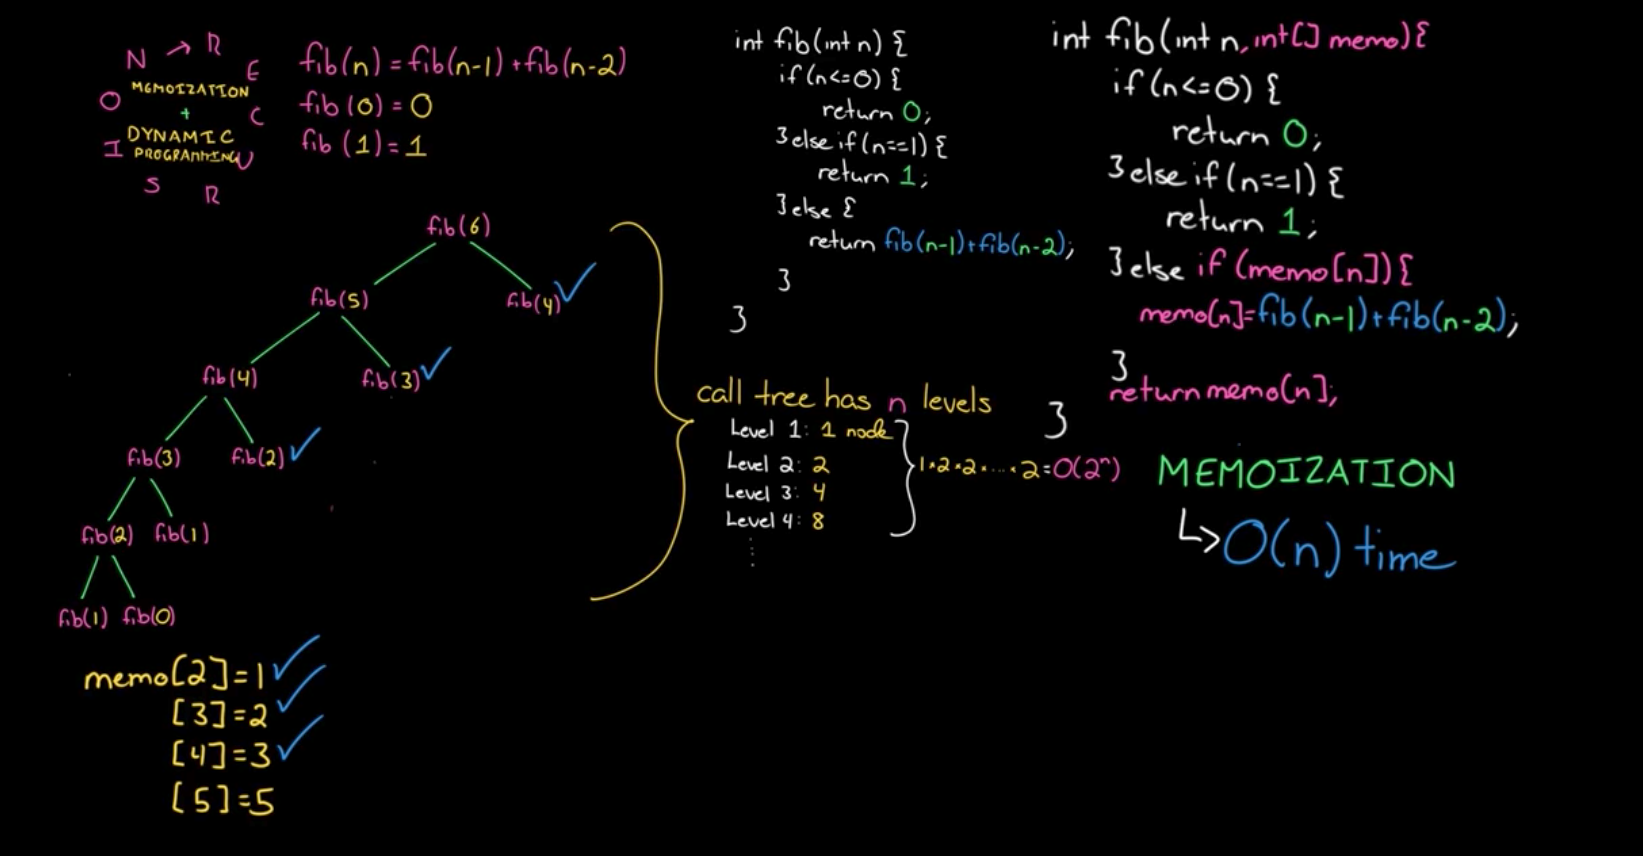 RECURSION
MEMOIZATION
+
DYNAMIC
PROGRAMMING
fib(n) = fib(n-1) + fib(n-2)
fib(0) = 0
fib(1) = 1
fib(6)
fib(5) fib(4)
fib(4) fib(3)
fib(3) fib(2)
fib(2) fib(1)
fib(1) fib(0)
memo[2]=1
[3]=2
[4]=3
[5]=5
int fib(int n) {
if(n<=0) {
return 0;
}else if(n==1) {
return 1;
}else {
return fib(n-1)+fib(n-2);
}
}
call tree has n levels
Level 1: 1 node
Level 2: 2
Level 3: 4
Level 4: 8
⋮
1*2*2*....*2=O(2^n)
int fib(int n, int[] memo){
if(n<=0) {
return 0;
}else if(n==1) {
return 1;
}else if (memo[n]){
memo[n]=fib(n-1)+fib(n-2);
}
return memo[n];
}
MEMOIZATION
↳ O(n) time